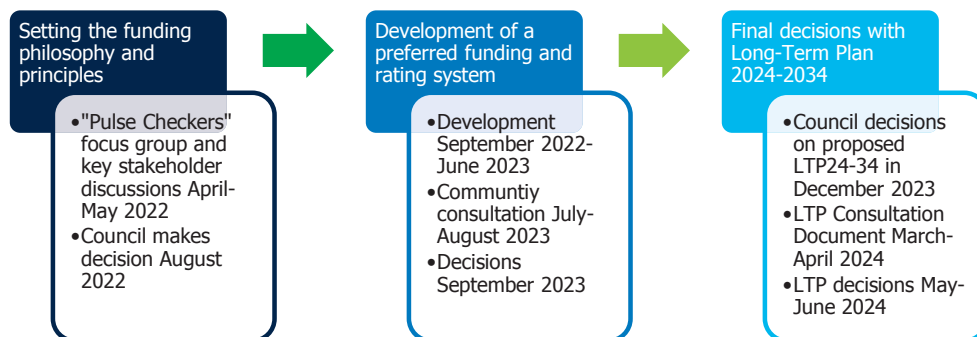 Setting the funding
philosophy and
principles
•"Pulse Checkers"
focus group and
key stakeholder
discussions April-
May 2022
•Council makes
decision August
2022
Development of a
preferred funding and
rating system
•Development
September 2022-
June 2023
•Communtiy
consultation July-
August 2023
•Decisions
September 2023
Final decisions with
Long-Term Plan
2024-2034
•Council decisions
on proposed
LTP24-34 in
December 2023
•LTP Consultation
Document March-
April 2024
•LTP decisions May-
June 2024